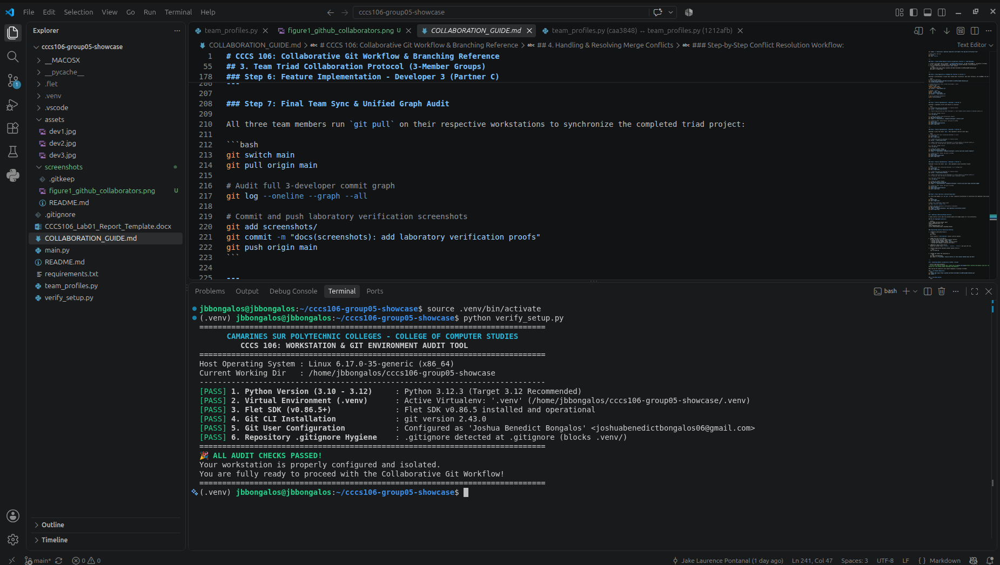 File Edit Selection View Go Run Terminal Help
cccs106-group05-showcase
Explorer
cccs106-group05-showcase
__MACOSX
__pycache__
.flet
.venv
.vscode
assets
dev1.jpg
dev2.jpg
dev3.jpg
screenshots
.gitkeep
figure1_github_collaborators.png U
README.md
.gitignore
CCCS106_Lab01_Report_Template.docx
COLLABORATION_GUIDE.md
main.py
README.md
requirements.txt
team_profiles.py
verify_setup.py
Outline
Timeline
1
team_profiles.py
figure1_github_collaborators.png U
COLLABORATION_GUIDE.md
team_profiles.py (caa3848) ↔ team_profiles.py (1212afb)
COLLABORATION_GUIDE.md > abc # CCCS 106: Collaborative Git Workflow & Branching Reference > abc ## 4. Handling & Resolving Merge Conflicts > abc ### Step-by-Step Conflict Resolution Workflow:
Text Editor
1 # CCCS 106: Collaborative Git Workflow & Branching Reference
55 ## 3. Team Triad Collaboration Protocol (3-Member Groups)
178 ### Step 6: Feature Implementation - Developer 3 (Partner C)
206 ---
207
208 ### Step 7: Final Team Sync & Unified Graph Audit
209
210 All three team members run `git pull` on their respective workstations to synchronize the completed triad project:
211
212 ```bash
213 git switch main
214 git pull origin main
215
216 # Audit full 3-developer commit graph
217 git log --oneline --graph --all
218
219 # Commit and push laboratory verification screenshots
220 git add screenshots/
221 git commit -m "docs(screenshots): add laboratory verification proofs"
222 git push origin main
223 ```
224
225 ---
Problems Output Debug Console Terminal Ports
bash
jbbongalos@jbbongalos:~/cccs106-group05-showcase$ source .venv/bin/activate
(.venv) jbbongalos@jbbongalos:~/cccs106-group05-showcase$ python verify_setup.py
============================================================================
CAMARINES SUR POLYTECHNIC COLLEGES - COLLEGE OF COMPUTER STUDIES
CCCS 106: WORKSTATION & GIT ENVIRONMENT AUDIT TOOL
============================================================================
Host Operating System : Linux 6.17.0-35-generic (x86_64)
Current Working Dir : /home/jbbongalos/cccs106-group05-showcase
----------------------------------------------------------------------------
[PASS] 1. Python Version (3.10 - 3.12) : Python 3.12.3 (Target 3.12 Recommended)
[PASS] 2. Virtual Environment (.venv) : Active Virtualenv: '.venv' (/home/jbbongalos/cccs106-group05-showcase/.venv)
[PASS] 3. Flet SDK (v0.86.5+) : Flet SDK v0.86.5 installed and operational
[PASS] 4. Git CLI Installation : git version 2.43.0
[PASS] 5. Git User Configuration : Configured as 'Joshua Benedict Bongalos' <joshuabenedictbongalos06@gmail.com>
[PASS] 6. Repository .gitignore Hygiene : .gitignore detected at .gitignore (blocks .venv/)
============================================================================
🎉 ALL AUDIT CHECKS PASSED!
Your workstation is properly configured and isolated.
You are fully ready to proceed with the Collaborative Git Workflow!
============================================================================
(.venv) jbbongalos@jbbongalos:~/cccs106-group05-showcase$
main* 0 0 Jake Laurence Pontanal (1 day ago) Ln 241, Col 47 Spaces: 3 UTF-8 LF { } Markdown